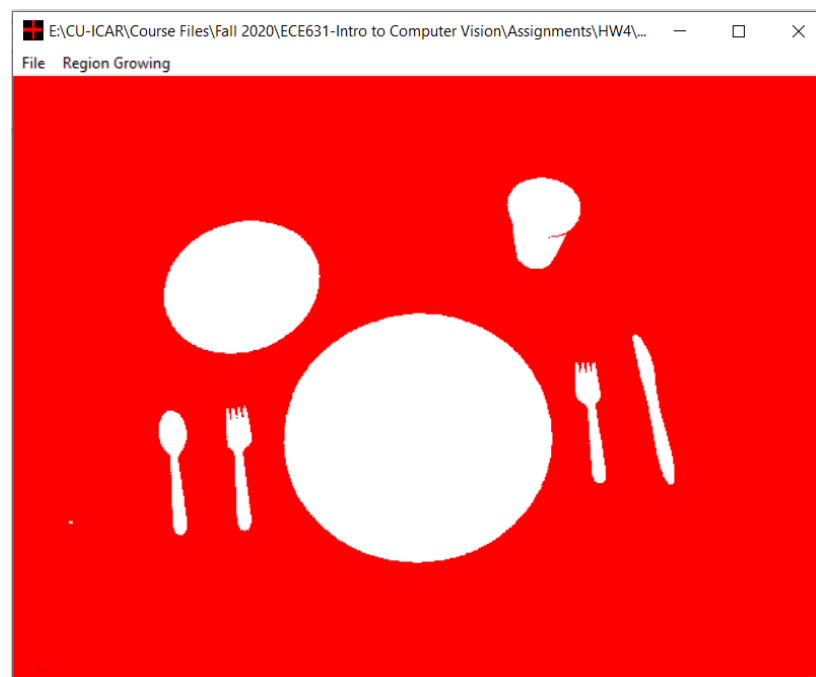 E:\CU-ICAR\Course Files\Fall 2020\ECE631-Intro to Computer Vision\Assignments\HW4\...
File Region Growing